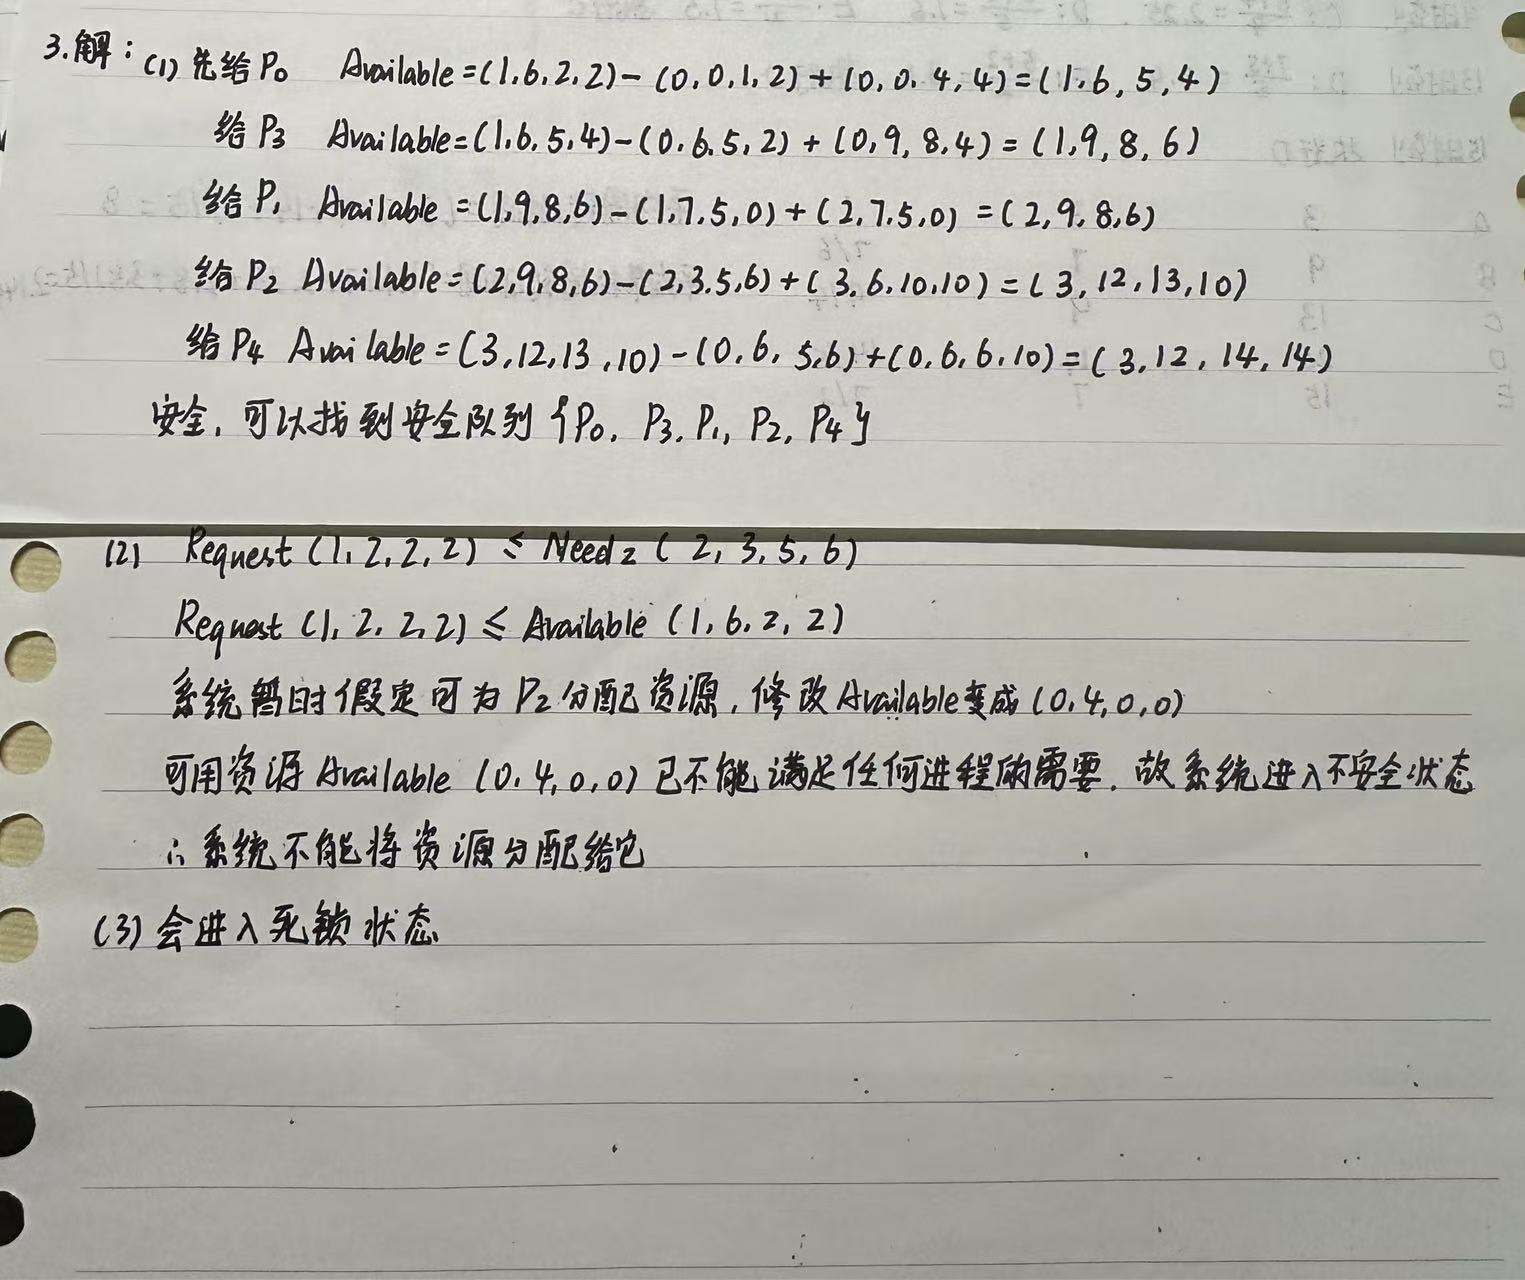 3.解：(1) 先给P0 Available=(1,6,2,2)-(0,0,1,2)+(0,0,4,4)=(1,6,5,4)
给P3 Available=(1,6,5,4)-(0,6,5,2)+(0,9,8,4)=(1,9,8,6)
给P1 Available=(1,9,8,6)-(1,7,5,0)+(2,7,5,0)=(2,9,8,6)
给P2 Available=(2,9,8,6)-(2,3,5,6)+(3,6,10,10)=(3,12,13,10)
给P4 Available=(3,12,13,10)-(0,6,5,6)+(0,6,6,10)=(3,12,14,14)
安全，可以找到安全队列{P0, P3, P1, P2, P4}
(2) Request(1,2,2,2)≤Need2(2,3,5,6)
Request(1,2,2,2)≤Available(1,6,2,2)
系统暂时假定可为P2分配资源，修改Available变成(0,4,0,0)
可用资源Available(0,4,0,0)已不能满足任何进程的需要，故系统进入不安全状态
∴系统不能将资源分配给它
(3)会进入死锁状态